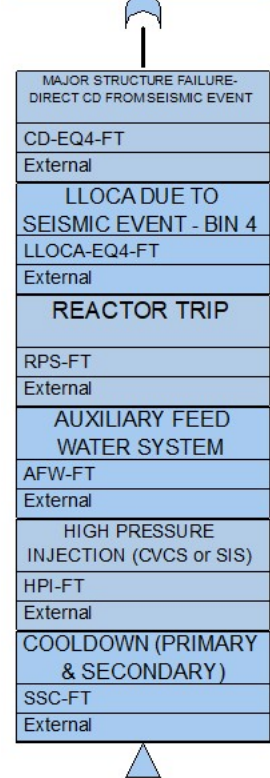 MAJOR STRUCTURE FAILURE-
DIRECT CD FROM SEISMIC EVENT
CD-EQ4-FT
External
LLOCA DUE TO
SEISMIC EVENT - BIN 4
LLOCA-EQ4-FT
External
REACTOR TRIP
RPS-FT
External
AUXILIARY FEED
WATER SYSTEM
AFW-FT
External
HIGH PRESSURE
INJECTION (CVCS or SIS)
HPI-FT
External
COOLDOWN (PRIMARY
& SECONDARY)
SSC-FT
External